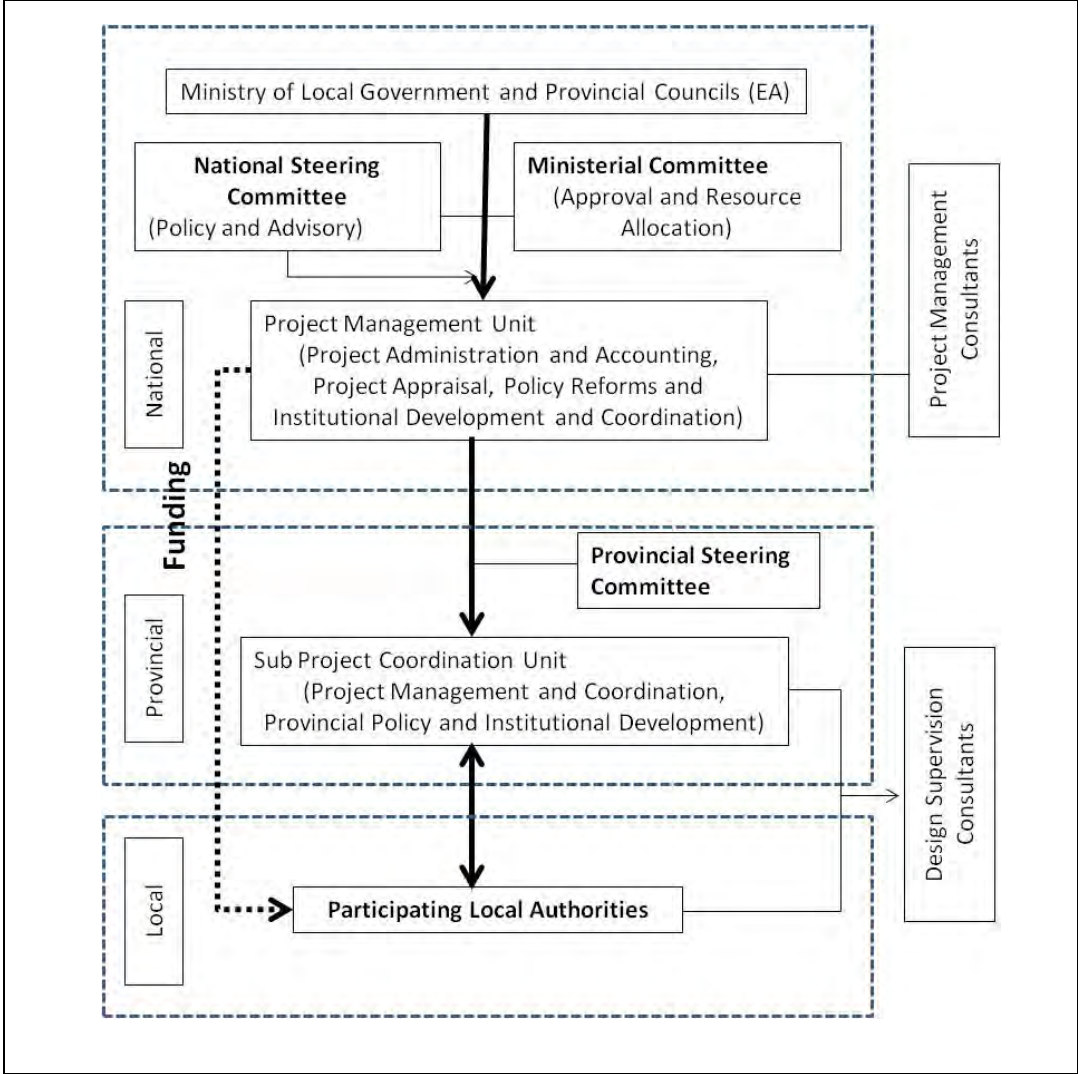 Ministry of Local Government and Provincial Councils (EA)
National Steering
Committee
(Policy and Advisory)
Ministerial Committee
(Approval and Resource
Allocation)
Project Management
Consultants
National
Project Management Unit
(Project Administration and Accounting,
Project Appraisal, Policy Reforms and
Institutional Development and Coordination)
Funding
Provincial Steering
Committee
Provincial
Sub Project Coordination Unit
(Project Management and Coordination,
Provincial Policy and Institutional Development)
Design Supervision
Consultants
Local
Participating Local Authorities